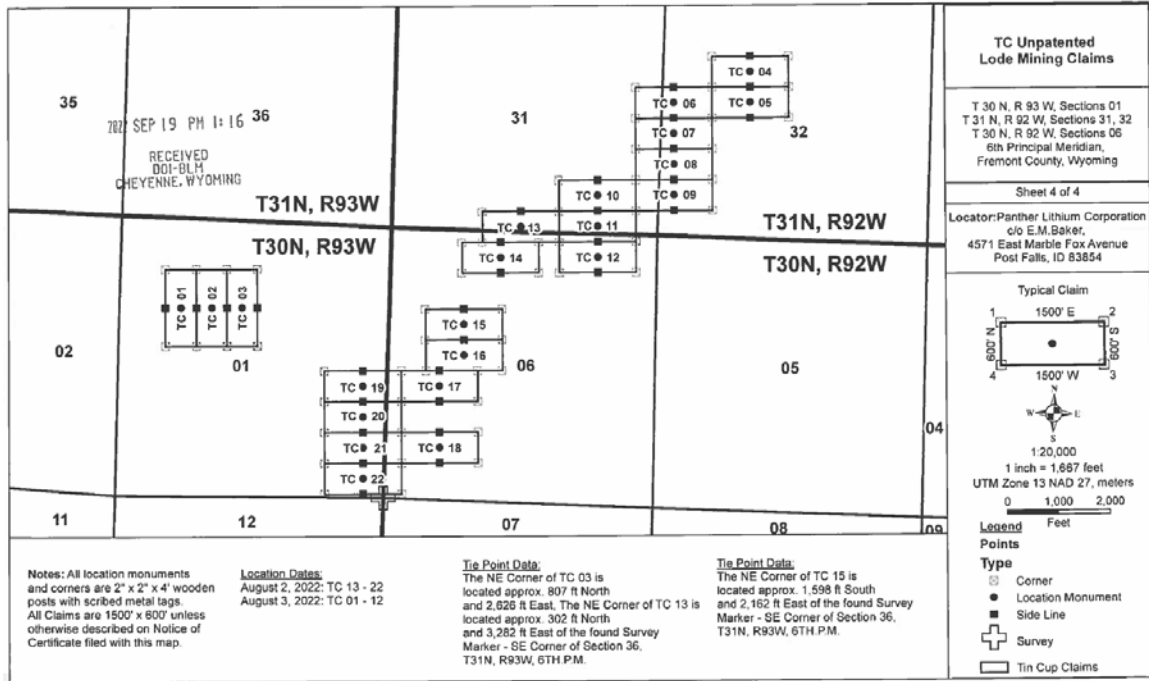 35
36
31
32
2022 SEP 19 PM 1:16
RECEIVED
DOI-BLM
CHEYENNE, WYOMING
TC 04
TC 05
TC 06
TC 07
TC 08
TC 09
TC 10
TC 11
TC 12
TC 13
TC 14
T31N, R93W
T31N, R92W
T30N, R93W
T30N, R92W
TC 01
TC 02
TC 03
TC 15
TC 16
02
01
06
05
04
TC 19
TC 17
TC 20
TC 21
TC 18
TC 22
11
12
07
08
09
TC Unpatented
Lode Mining Claims
T 30 N, R 93 W, Sections 01
T 31 N, R 92 W, Sections 31, 32
T 30 N, R 92 W, Sections 06
6th Principal Meridian,
Fremont County, Wyoming
Sheet 4 of 4
Locator:Panther Lithium Corporation
c/o E.M.Baker,
4571 East Marble Fox Avenue
Post Falls, ID 83854
Typical Claim
1 1500' E 2
600' N
600' S
4 1500' W 3
N
W E
S
1:20,000
1 inch = 1,667 feet
UTM Zone 13 NAD 27, meters
0 1,000 2,000
Feet
Legend
Points
Type
Corner
Location Monument
Side Line
Survey
Tin Cup Claims
Notes: All location monuments
and corners are 2" x 2" x 4' wooden
posts with scribed metal tags.
All Claims are 1500' x 600' unless
otherwise described on Notice of
Certificate filed with this map.
Location Dates:
August 2, 2022: TC 13 - 22
August 3, 2022: TC 01 - 12
Tie Point Data:
The NE Corner of TC 03 is
located approx. 807 ft North
and 2,626 ft East, The NE Corner of TC 13 is
located approx. 302 ft North
and 3,282 ft East of the found Survey
Marker - SE Corner of Section 36,
T31N, R93W, 6TH.P.M.
Tie Point Data:
The NE Corner of TC 15 is
located approx. 1,598 ft South
and 2,162 ft East of the found Survey
Marker - SE Corner of Section 36,
T31N, R93W, 6TH.P.M.